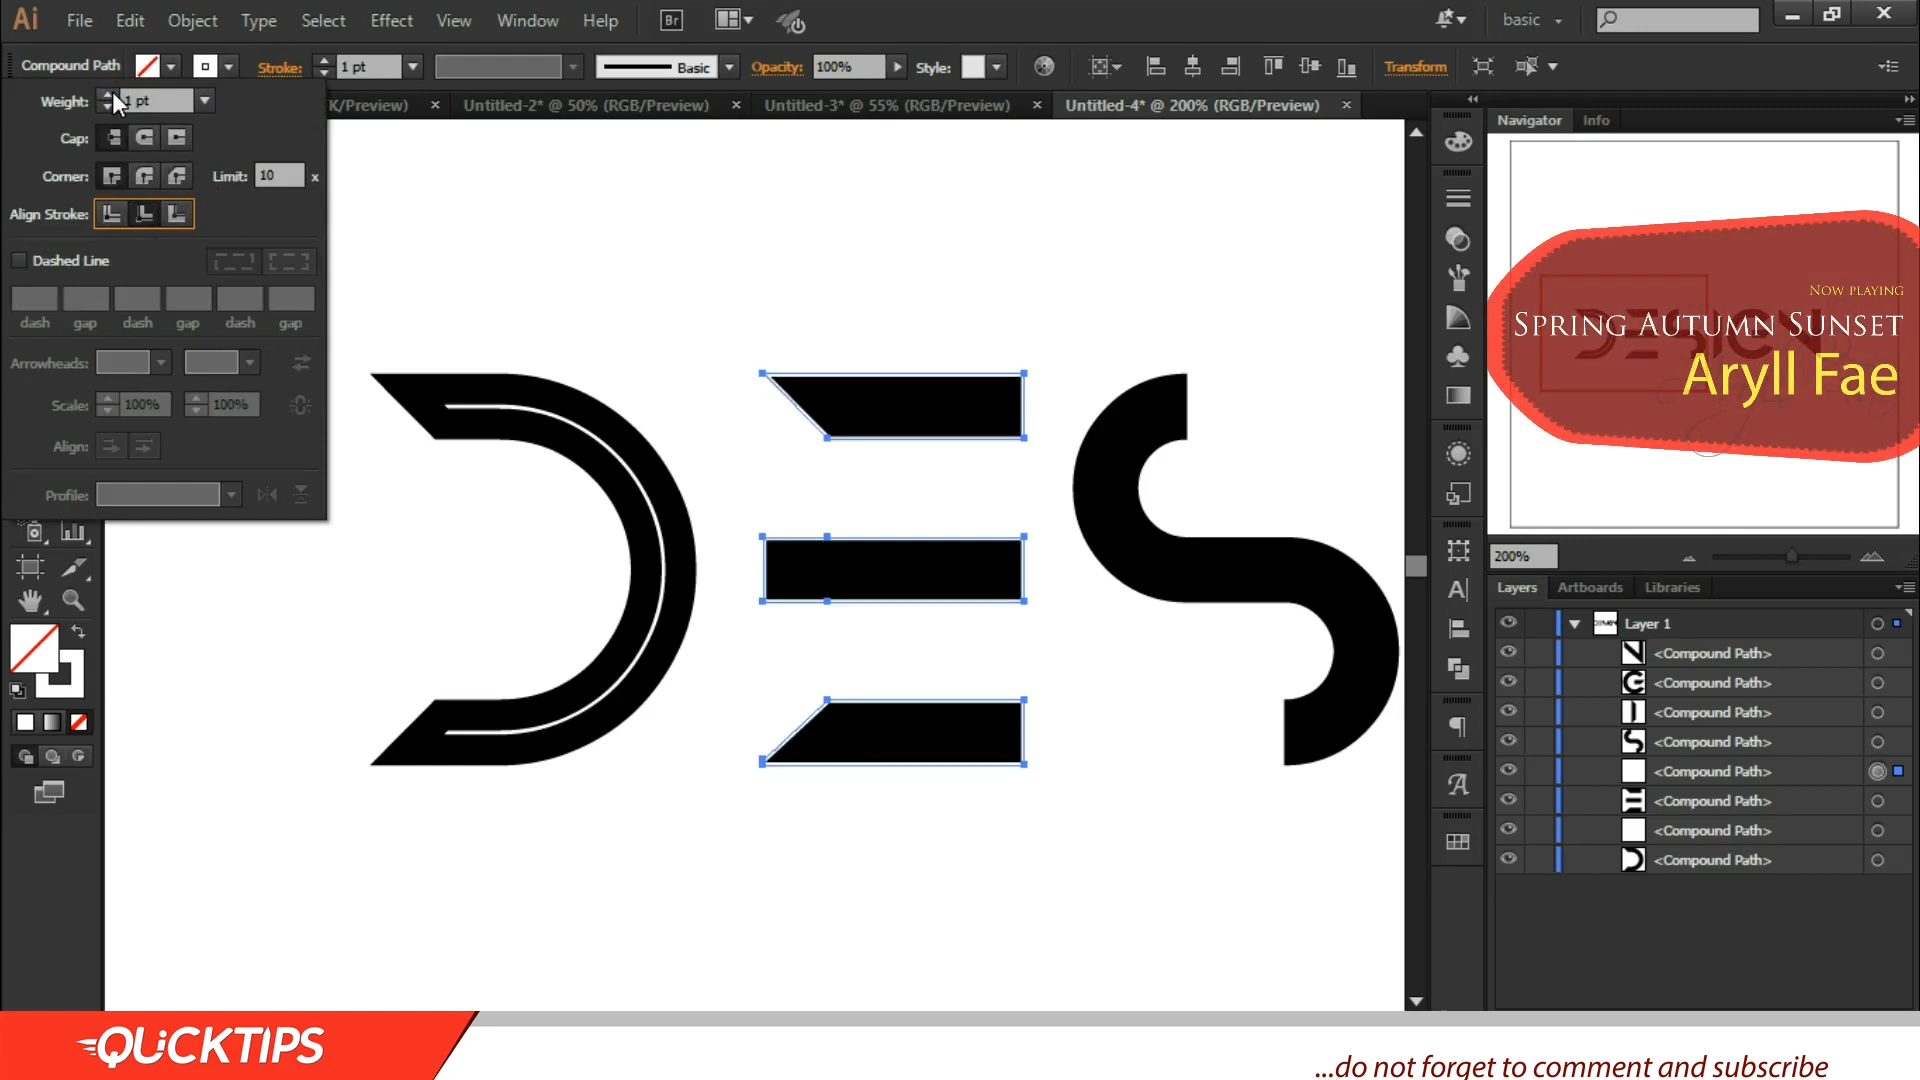 Ai File Edit Object Type Select Effect View Window Help Br basic
Compound Path Stroke: 1 pt Basic Opacity: 100% Style: Transform
Weight: 1 pt
K/Preview) × Untitled-2* @ 50% (RGB/Preview) × Untitled-3* @ 55% (RGB/Preview) × Untitled-4* @ 200% (RGB/Preview) ×
Cap:
Corner: Limit: 10 x
Align Stroke:
Dashed Line
dash gap dash gap dash gap
Arrowheads:
Scale: 100% 100%
Align:
Profile:
DES
Navigator Info
DESIGN
Now playing
Spring Autumn Sunset
Aryll Fae
200%
Layers Artboards Libraries
Layer 1
<Compound Path>
<Compound Path>
<Compound Path>
<Compound Path>
<Compound Path>
<Compound Path>
<Compound Path>
<Compound Path>
QUiCKTIPS
...do not forget to comment and subscribe